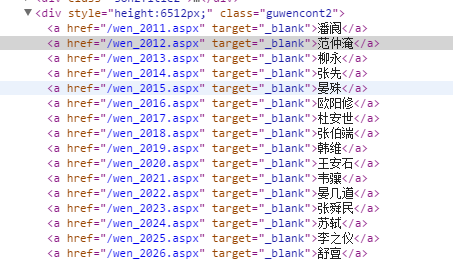 <div style="height:6512px;" class="guwencont2">
<a href="/wen_2011.aspx" target="_blank">潘阆</a>
<a href="/wen_2012.aspx" target="_blank">范仲淹</a>
<a href="/wen_2013.aspx" target="_blank">柳永</a>
<a href="/wen_2014.aspx" target="_blank">张先</a>
<a href="/wen_2015.aspx" target="_blank">晏殊</a>
<a href="/wen_2016.aspx" target="_blank">欧阳修</a>
<a href="/wen_2017.aspx" target="_blank">杜安世</a>
<a href="/wen_2018.aspx" target="_blank">张伯端</a>
<a href="/wen_2019.aspx" target="_blank">韩维</a>
<a href="/wen_2020.aspx" target="_blank">王安石</a>
<a href="/wen_2021.aspx" target="_blank">韦骧</a>
<a href="/wen_2022.aspx" target="_blank">晏几道</a>
<a href="/wen_2023.aspx" target="_blank">张舜民</a>
<a href="/wen_2024.aspx" target="_blank">苏轼</a>
<a href="/wen_2025.aspx" target="_blank">李之仪</a>
<a href="/wen_2026.aspx" target="_blank">舒亶</a>